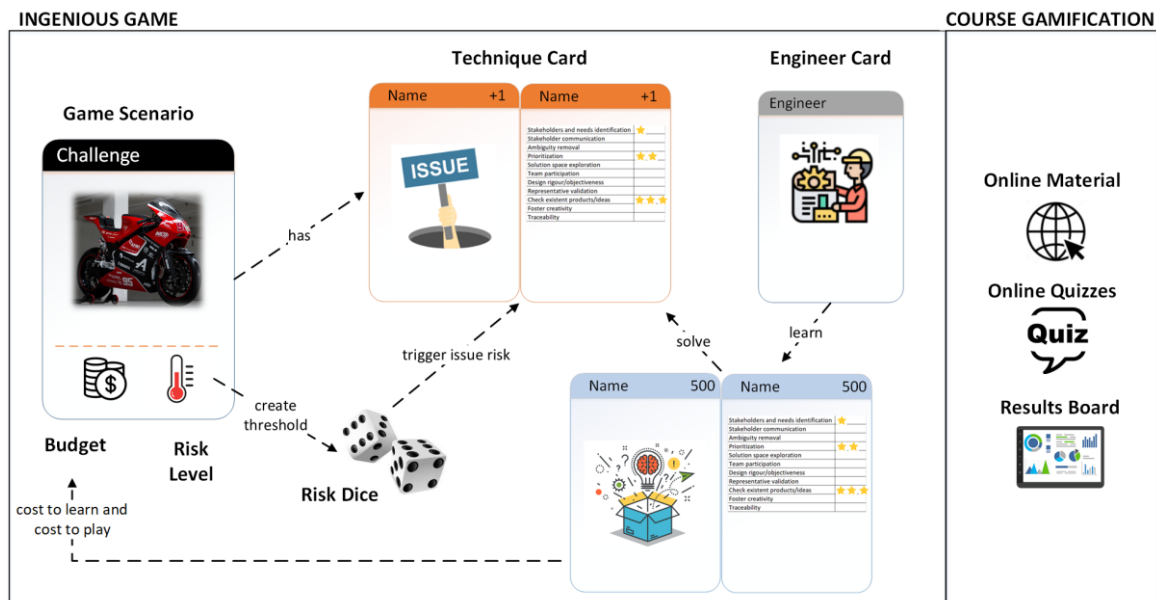 INGENIOUS GAME
COURSE GAMIFICATION
Technique Card
Engineer Card
Game Scenario
Challenge
Name +1
Name +1
ISSUE
Stakeholders and needs identification
Stakeholder communication
Ambiguity removal
Prioritization
Solution space exploration
Team participation
Design rigour/objectiveness
Representative validation
Check existent products/ideas
Foster creativity
Traceability
Engineer
has
trigger issue risk
solve
learn
create
threshold
Budget
Risk
Level
Risk Dice
cost to learn and
cost to play
Name 500
Name 500
Stakeholders and needs identification
Stakeholder communication
Ambiguity removal
Prioritization
Solution space exploration
Team participation
Design rigour/objectiveness
Representative validation
Check existent products/ideas
Foster creativity
Traceability
Online Material
Online Quizzes
Quiz
Results Board